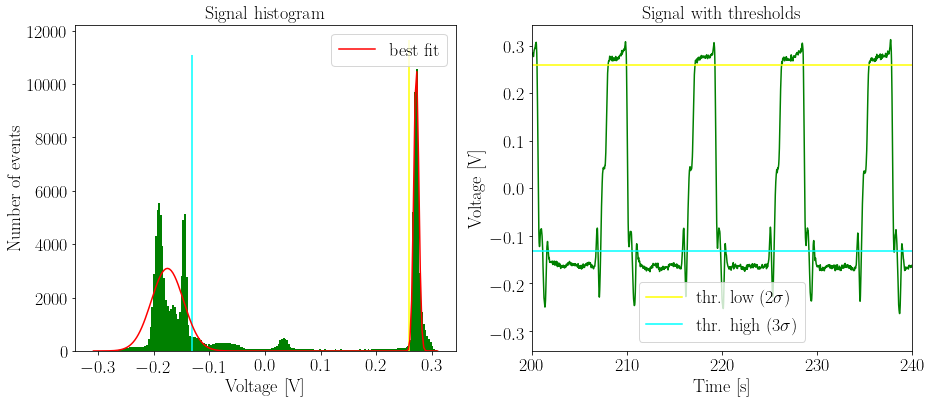 Signal histogram
best fit
12000
10000
8000
6000
4000
2000
0
Number of events
−0.3
−0.2
−0.1
0.0
0.1
0.2
0.3
Voltage [V]
Signal with thresholds
0.3
0.2
0.1
0.0
−0.1
−0.2
−0.3
Voltage [V]
thr. low (2σ)
thr. high (3σ)
200
210
220
230
240
Time [s]